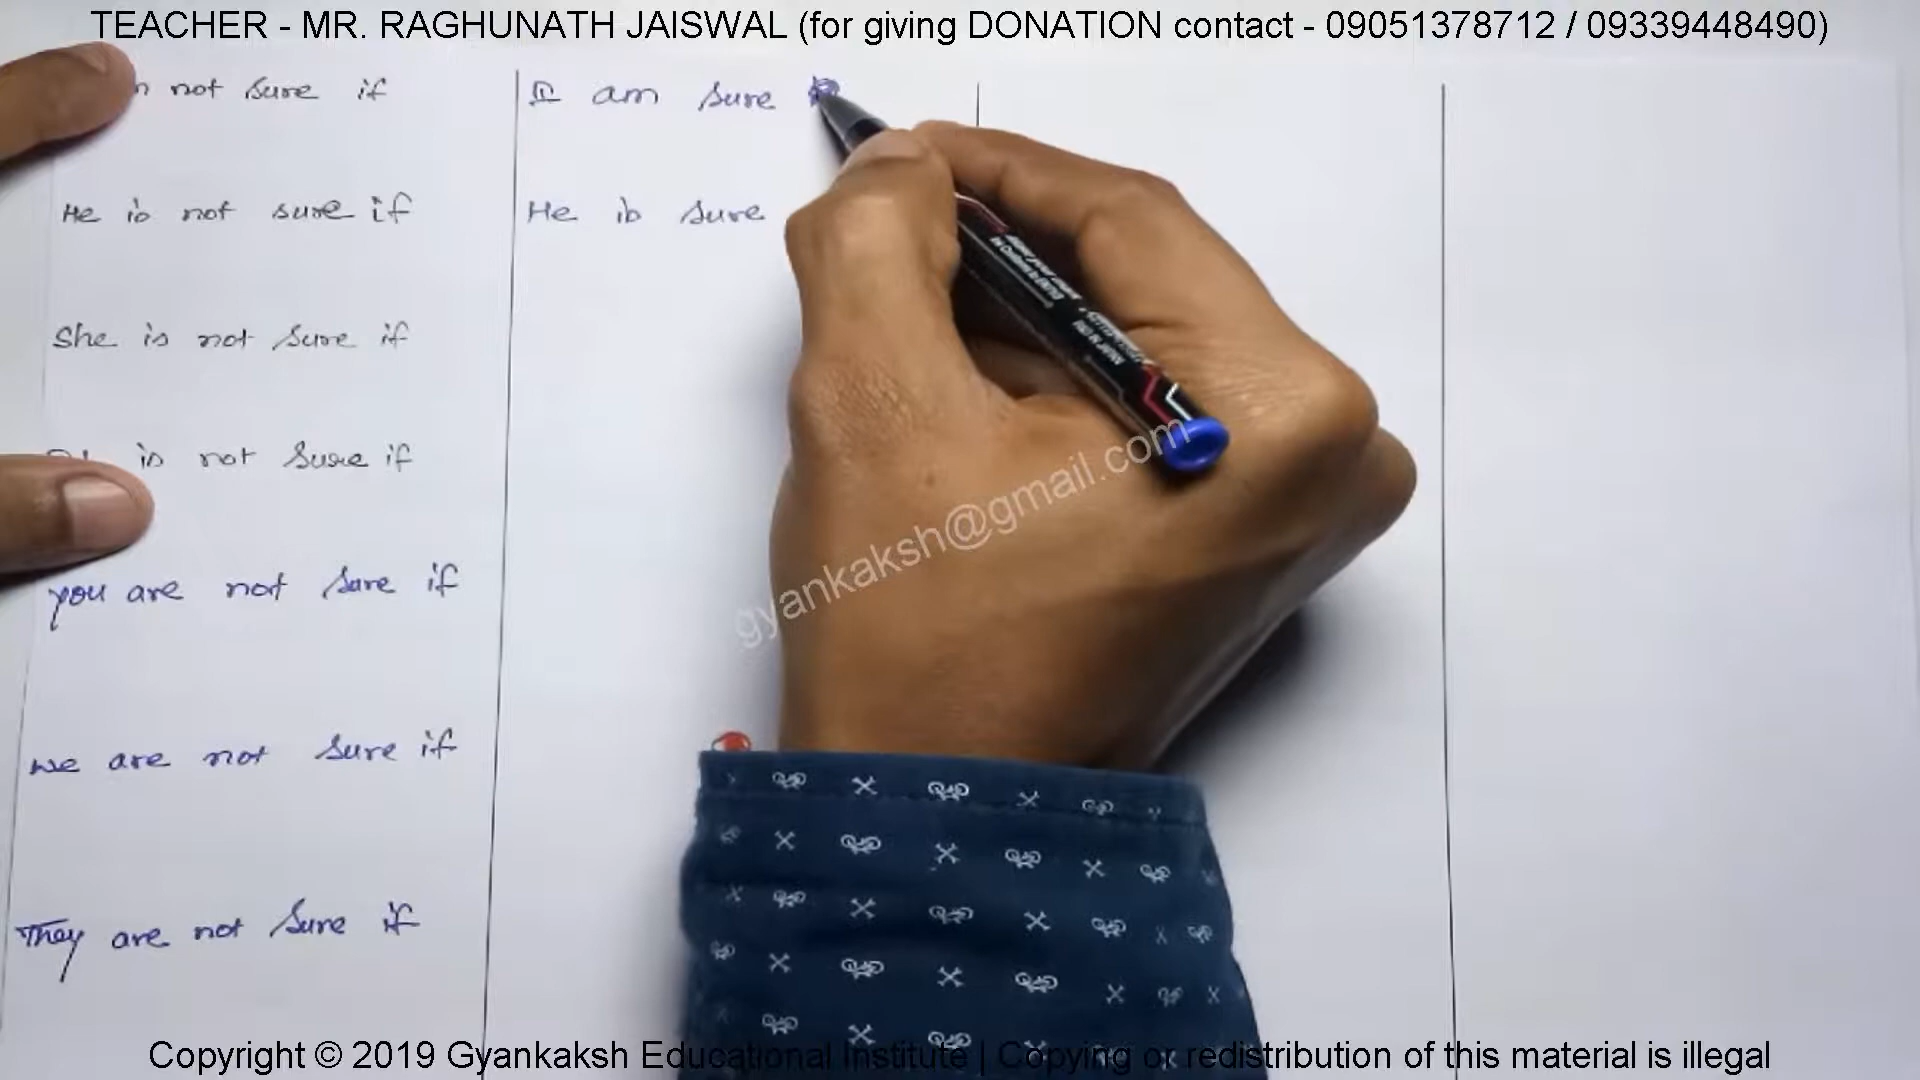 TEACHER - MR. RAGHUNATH JAISWAL (for giving DONATION contact - 09051378712 / 09339448490)
not sure if
He is not sure if
She is not sure if
is not sure if
you are not sure if
we are not sure if
They are not sure if
I am sure
He is sure
gyankaksh@gmail.com
Copyright © 2019 Gyankaksh Educational Institute | Copying or redistribution of this material is illegal